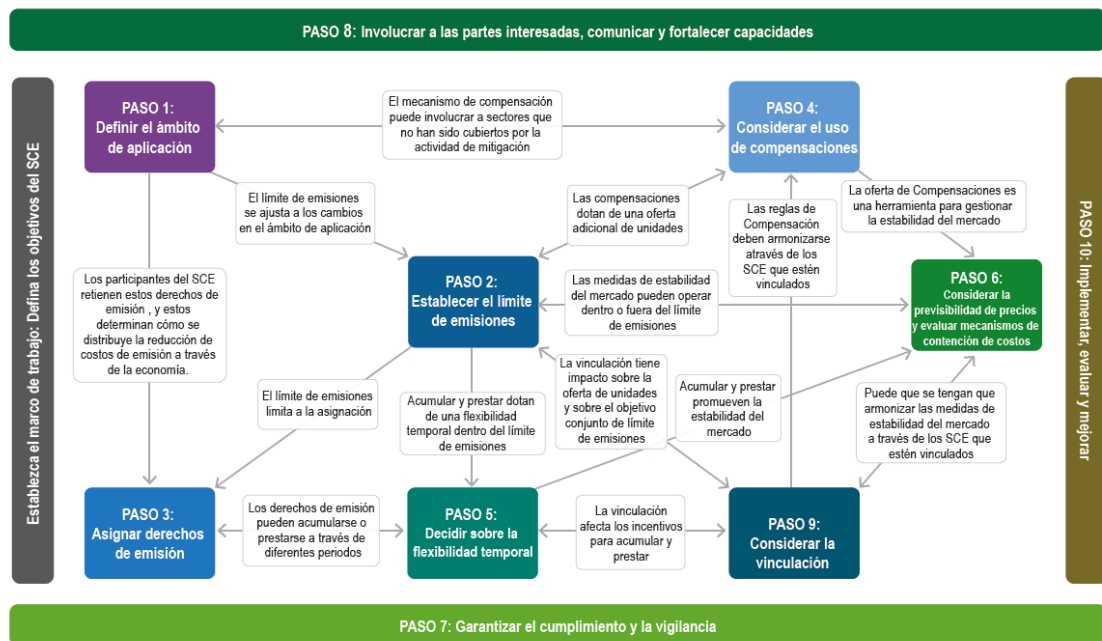 PASO 8: Involucrar a las partes interesadas, comunicar y fortalecer capacidades
Establezca el marco de trabajo: Defina los objetivos del SCE
PASO 1:
Definir el ámbito
de aplicación
El mecanismo de compensación
puede involucrar a sectores que
no han sido cubiertos por la
actividad de mitigación
PASO 4:
Considerar el uso
de compensaciones
El límite de emisiones
se ajusta a los cambios
en el ámbito de aplicación
Las compensaciones
dotan de una oferta
adicional de unidades
Las reglas de
Compensación
deben armonizarse
através de los
SCE que estén
vinculados
La oferta de Compensaciones es
una herramienta para gestionar
la estabilidad del mercado
Los participantes del SCE
retienen estos derechos de
emisión , y estos
determinan cómo se
distribuye la reducción de
costos de emisión a través
de la economía.
PASO 2:
Establecer el límite
de emisiones
Las medidas de estabilidad
del mercado pueden operar
dentro o fuera del límite
de emisiones
PASO 6:
Considerar la
previsibilidad de precios
y evaluar mecanismos de
contención de costos
El límite de emisiones
limita a la asignación
Acumular y prestar dotan
de una flexibilidad
temporal dentro del límite
de emisiones
La vinculación tiene
impacto sobre la
oferta de unidades
y sobre el objetivo
conjunto de límite
de emisiones
Acumular y prestar
promueven la
estabilidad del
mercado
Puede que se tengan que
armonizar las medidas de
estabilidad del mercado
a través de los SCE que
estén vinculados
PASO 3:
Asignar derechos
de emisión
Los derechos de emisión
pueden acumularse o
prestarse a través de
diferentes periodos
PASO 5:
Decidir sobre la
flexibilidad temporal
La vinculación
afecta los incentivos
para acumular y
prestar
PASO 9:
Considerar la
vinculación
PASO 10: Implementar, evaluar y mejorar
PASO 7: Garantizar el cumplimiento y la vigilancia